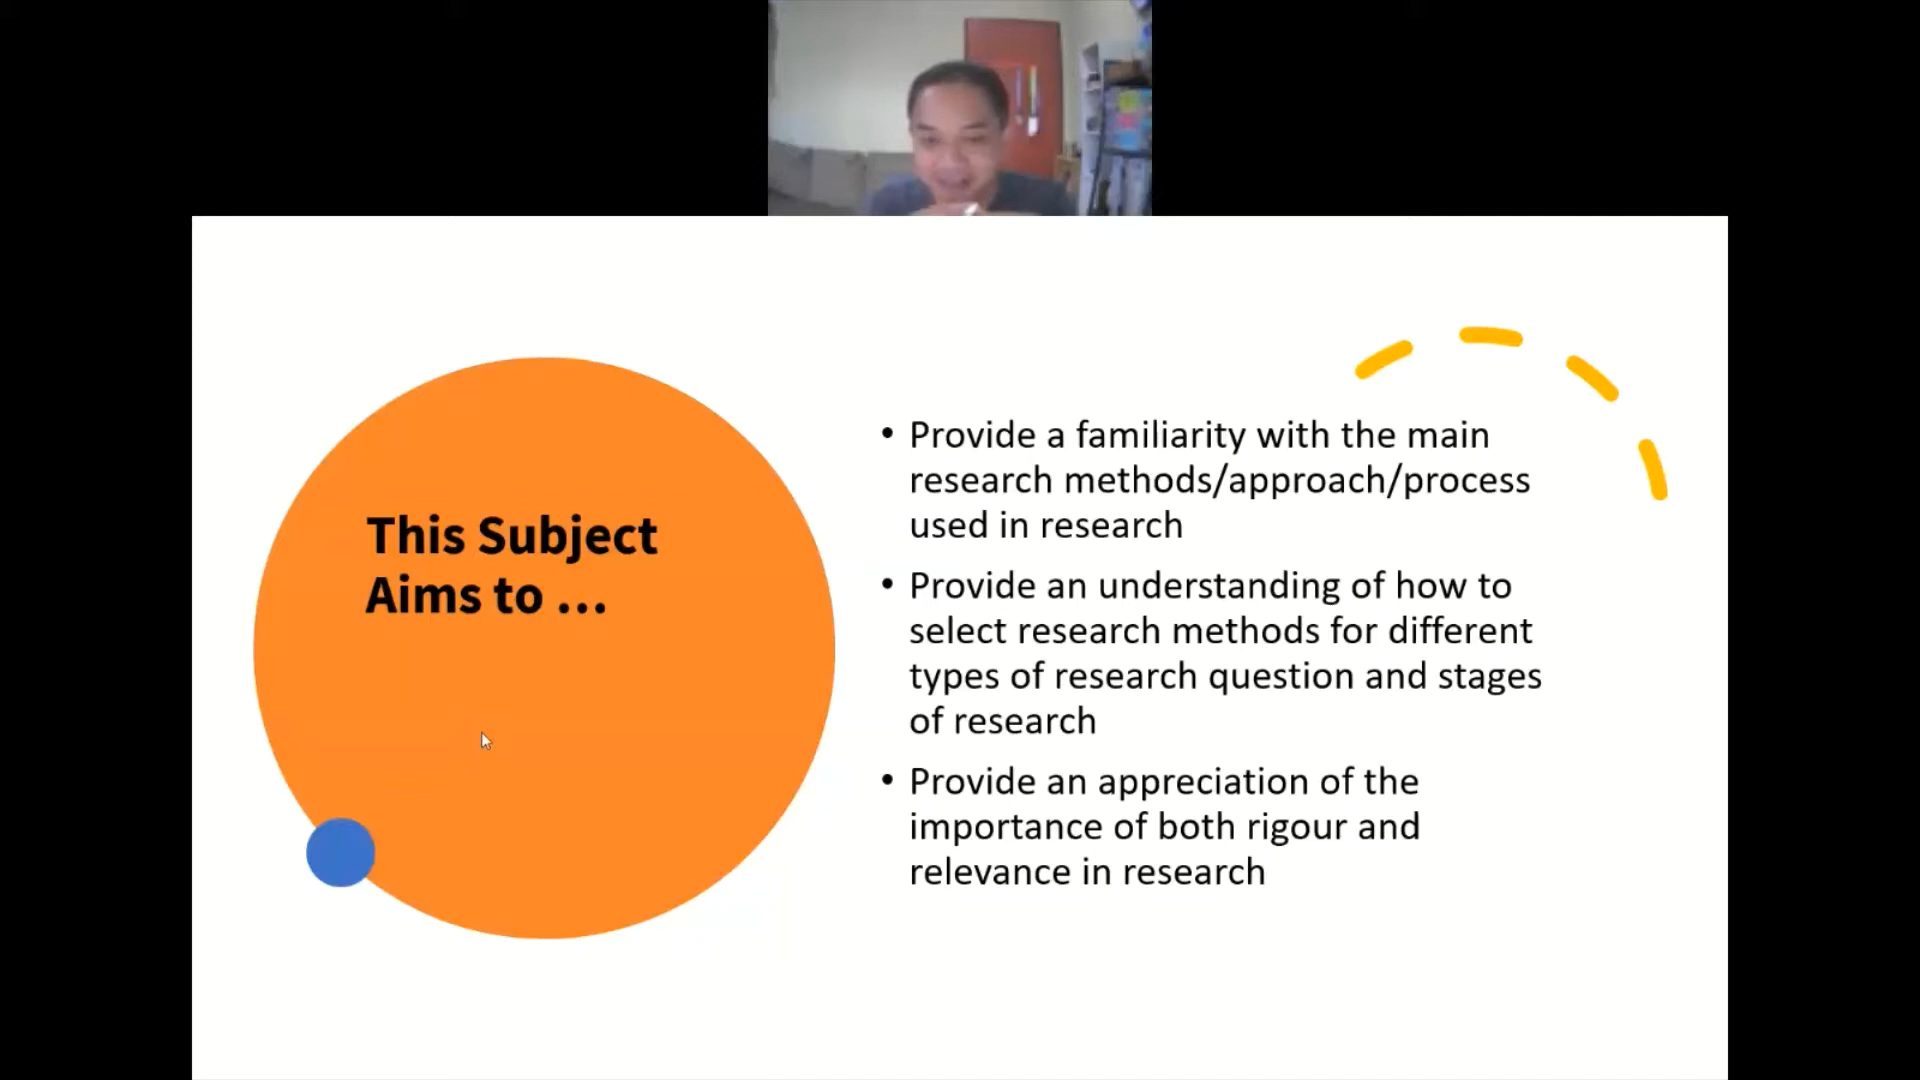 This Subject
Aims to ...
• Provide a familiarity with the main
research methods/approach/process
used in research
• Provide an understanding of how to
select research methods for different
types of research question and stages
of research
• Provide an appreciation of the
importance of both rigour and
relevance in research